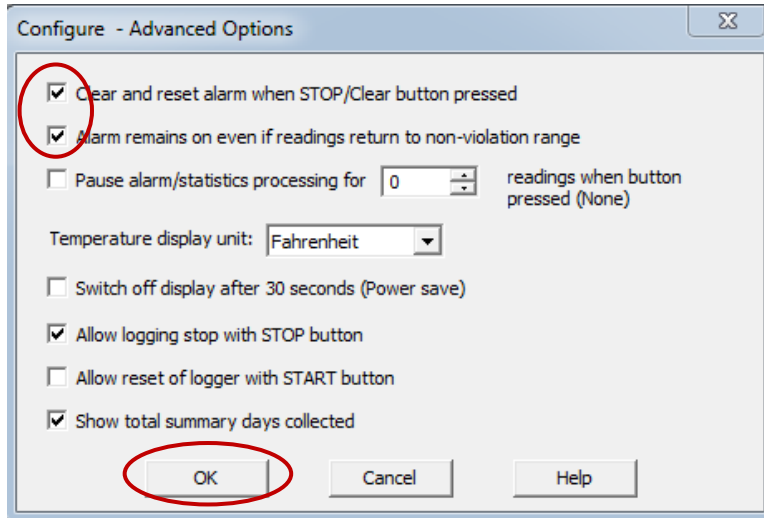 Configure - Advanced Options
Clear and reset alarm when STOP/Clear button pressed
Alarm remains on even if readings return to non-violation range
Pause alarm/statistics processing for 0 readings when button
pressed (None)
Temperature display unit: Fahrenheit
Switch off display after 30 seconds (Power save)
Allow logging stop with STOP button
Allow reset of logger with START button
Show total summary days collected
OK Cancel Help